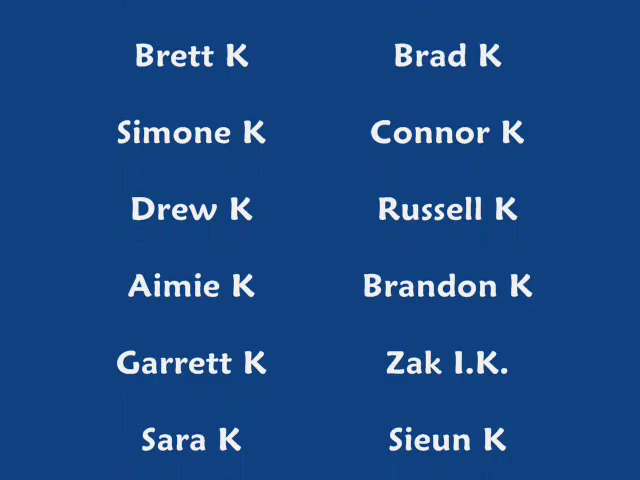 Brett K
Brad K
Simone K
Connor K
Drew K
Russell K
Aimie K
Brandon K
Garrett K
Zak I.K.
Sara K
Sieun K